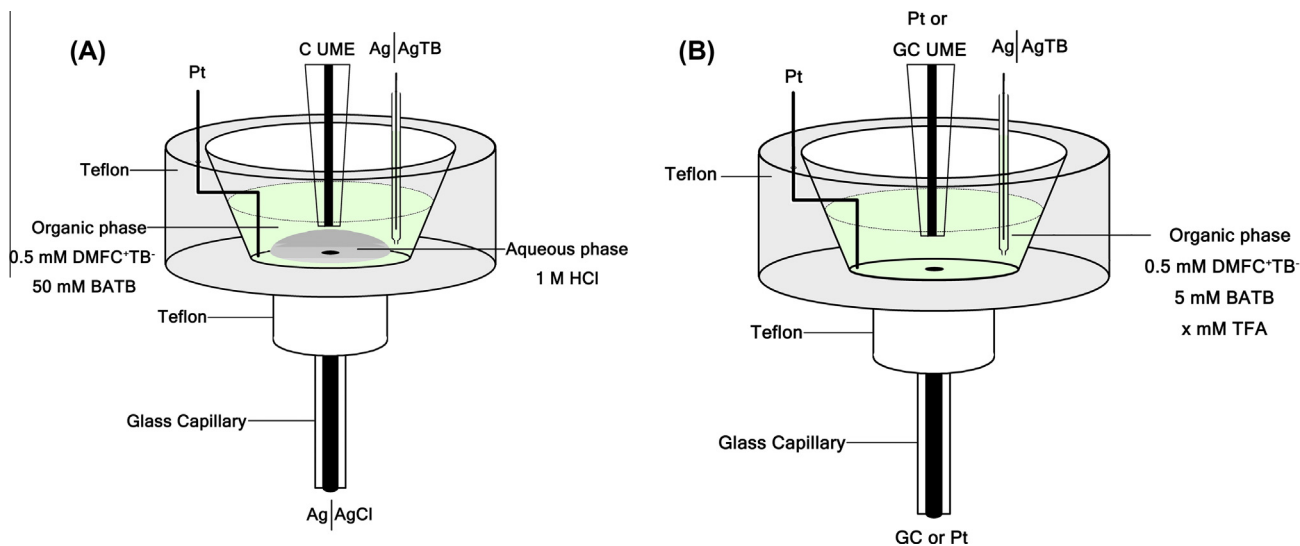 (A)
C UME
Ag|AgTB
Pt
Teflon
Organic phase
0.5 mM DMFC⁺TB⁻
50 mM BATB
Aqueous phase
1 M HCl
Teflon
Glass Capillary
Ag|AgCl
(B)
Pt or
GC UME
Ag|AgTB
Pt
Teflon
Organic phase
0.5 mM DMFC⁺TB⁻
5 mM BATB
x mM TFA
Teflon
Glass Capillary
GC or Pt